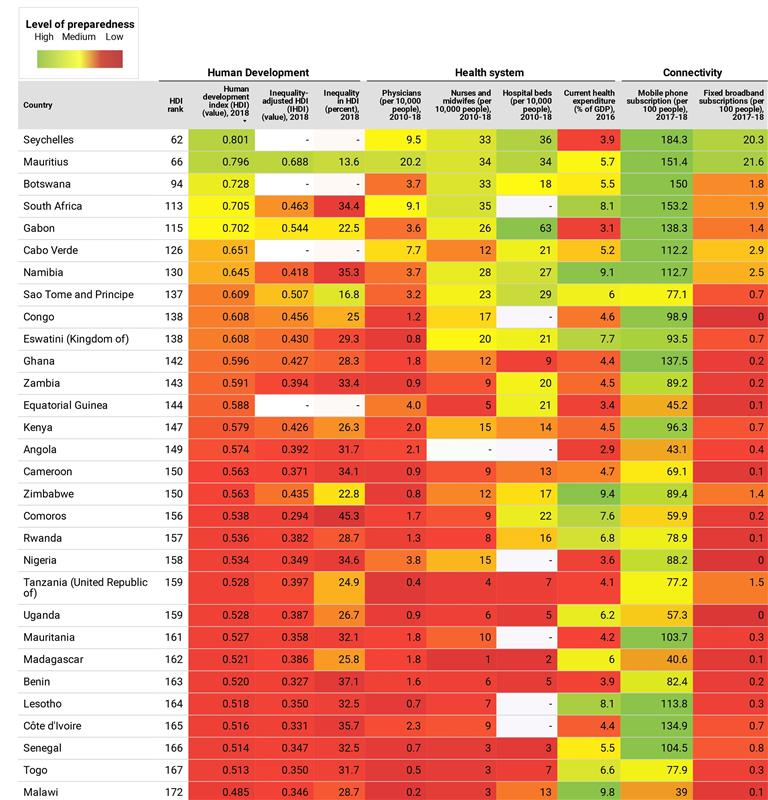 Level of preparedness
High Medium Low
Human Development Health system Connectivity
Country HDI rank Human development index (HDI) (value), 2018 Inequality-adjusted HDI (IHDI) (value), 2018 Inequality in HDI (percent), 2018 Physicians (per 10,000 people), 2010-18 Nurses and midwifes (per 10,000 people), 2010-18 Hospital beds (per 10,000 people), 2010-18 Current health expenditure (% of GDP), 2016 Mobile phone subscription (per 100 people) 2017-18 Fixed broadband subscriptions (per 100 people), 2017-18
Seychelles 62 0.801 - - 9.5 33 36 3.9 184.3 20.3
Mauritius 66 0.796 0.688 13.6 20.2 34 34 5.7 151.4 21.6
Botswana 94 0.728 - - 3.7 33 18 5.5 150 1.8
South Africa 113 0.705 0.463 34.4 9.1 35 - 8.1 153.2 1.9
Gabon 115 0.702 0.544 22.5 3.6 26 63 3.1 138.3 1.4
Cabo Verde 126 0.651 - - 7.7 12 21 5.2 112.2 2.9
Namibia 130 0.645 0.418 35.3 3.7 28 27 9.1 112.7 2.5
Sao Tome and Principe 137 0.609 0.507 16.8 3.2 23 29 6 77.1 0.7
Congo 138 0.608 0.456 25 1.2 17 - 4.6 98.9 0
Eswatini (Kingdom of) 138 0.608 0.430 29.3 0.8 20 21 7.7 93.5 0.7
Ghana 142 0.596 0.427 28.3 1.8 12 9 4.4 137.5 0.2
Zambia 143 0.591 0.394 33.4 0.9 9 20 4.5 89.2 0.2
Equatorial Guinea 144 0.588 - - 4.0 5 21 3.4 45.2 0.1
Kenya 147 0.579 0.426 26.3 2.0 15 14 4.5 96.3 0.7
Angola 149 0.574 0.392 31.7 2.1 - - 2.9 43.1 0.4
Cameroon 150 0.563 0.371 34.1 0.9 9 13 4.7 69.1 0.1
Zimbabwe 150 0.563 0.435 22.8 0.8 12 17 9.4 89.4 1.4
Comoros 156 0.538 0.294 45.3 1.7 9 22 7.6 59.9 0.2
Rwanda 157 0.536 0.382 28.7 1.3 8 16 6.8 78.9 0.1
Nigeria 158 0.534 0.349 34.6 3.8 15 - 3.6 88.2 0
Tanzania (United Republic of) 159 0.528 0.397 24.9 0.4 4 7 4.1 77.2 1.5
Uganda 159 0.528 0.387 26.7 0.9 6 5 6.2 57.3 0
Mauritania 161 0.527 0.358 32.1 1.8 10 - 4.2 103.7 0.3
Madagascar 162 0.521 0.386 25.8 1.8 1 2 6 40.6 0.1
Benin 163 0.520 0.327 37.1 1.6 6 5 3.9 82.4 0.2
Lesotho 164 0.518 0.350 32.5 0.7 7 - 8.1 113.8 0.3
Côte d'Ivoire 165 0.516 0.331 35.7 2.3 9 - 4.4 134.9 0.7
Senegal 166 0.514 0.347 32.5 0.7 3 3 5.5 104.5 0.8
Togo 167 0.513 0.350 31.7 0.5 3 7 6.6 77.9 0.3
Malawi 172 0.485 0.346 28.7 0.2 3 13 9.8 39 0.1